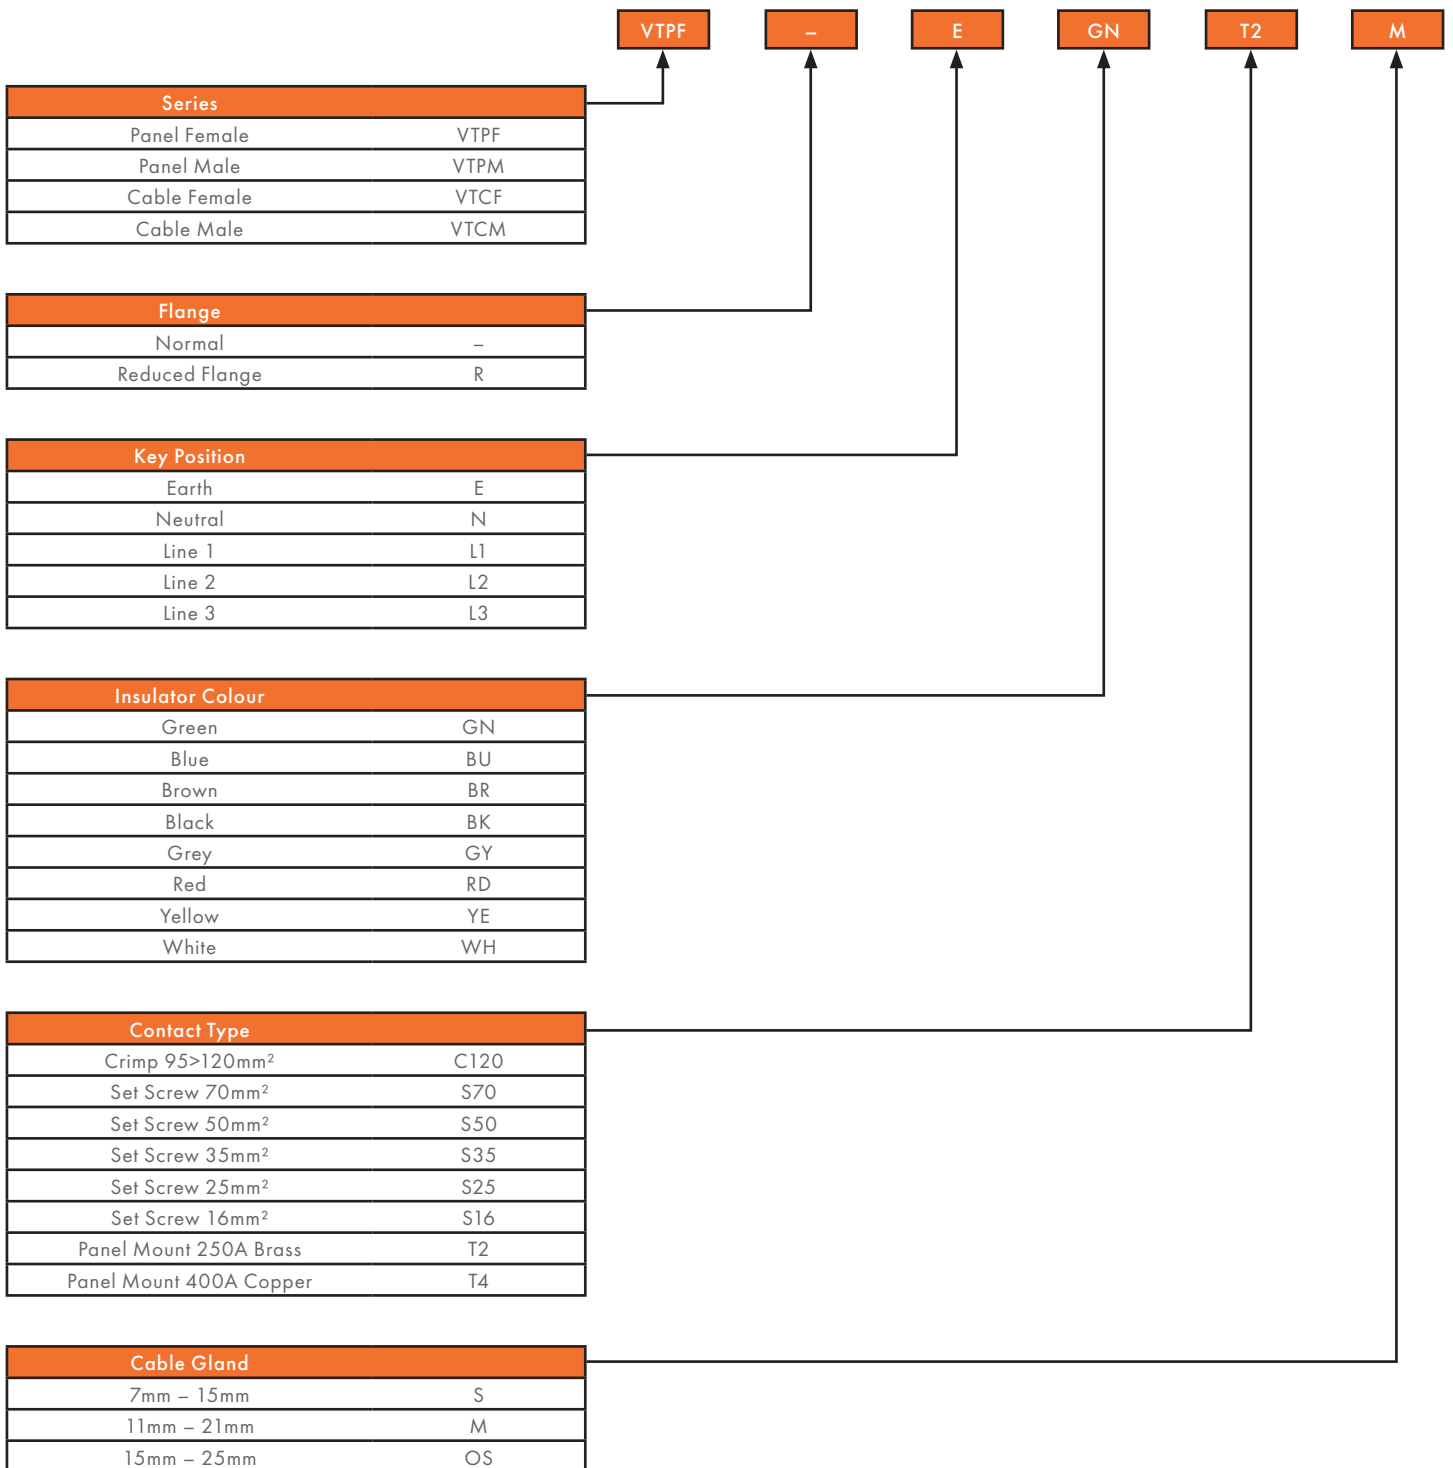 VTPF – E GN T2 M
Series
Panel Female VTPF
Panel Male VTPM
Cable Female VTCF
Cable Male VTCM
Flange
Normal –
Reduced Flange R
Key Position
Earth E
Neutral N
Line 1 L1
Line 2 L2
Line 3 L3
Insulator Colour
Green GN
Blue BU
Brown BR
Black BK
Grey GY
Red RD
Yellow YE
White WH
Contact Type
Crimp 95>120mm² C120
Set Screw 70mm² S70
Set Screw 50mm² S50
Set Screw 35mm² S35
Set Screw 25mm² S25
Set Screw 16mm² S16
Panel Mount 250A Brass T2
Panel Mount 400A Copper T4
Cable Gland
7mm – 15mm S
11mm – 21mm M
15mm – 25mm OS